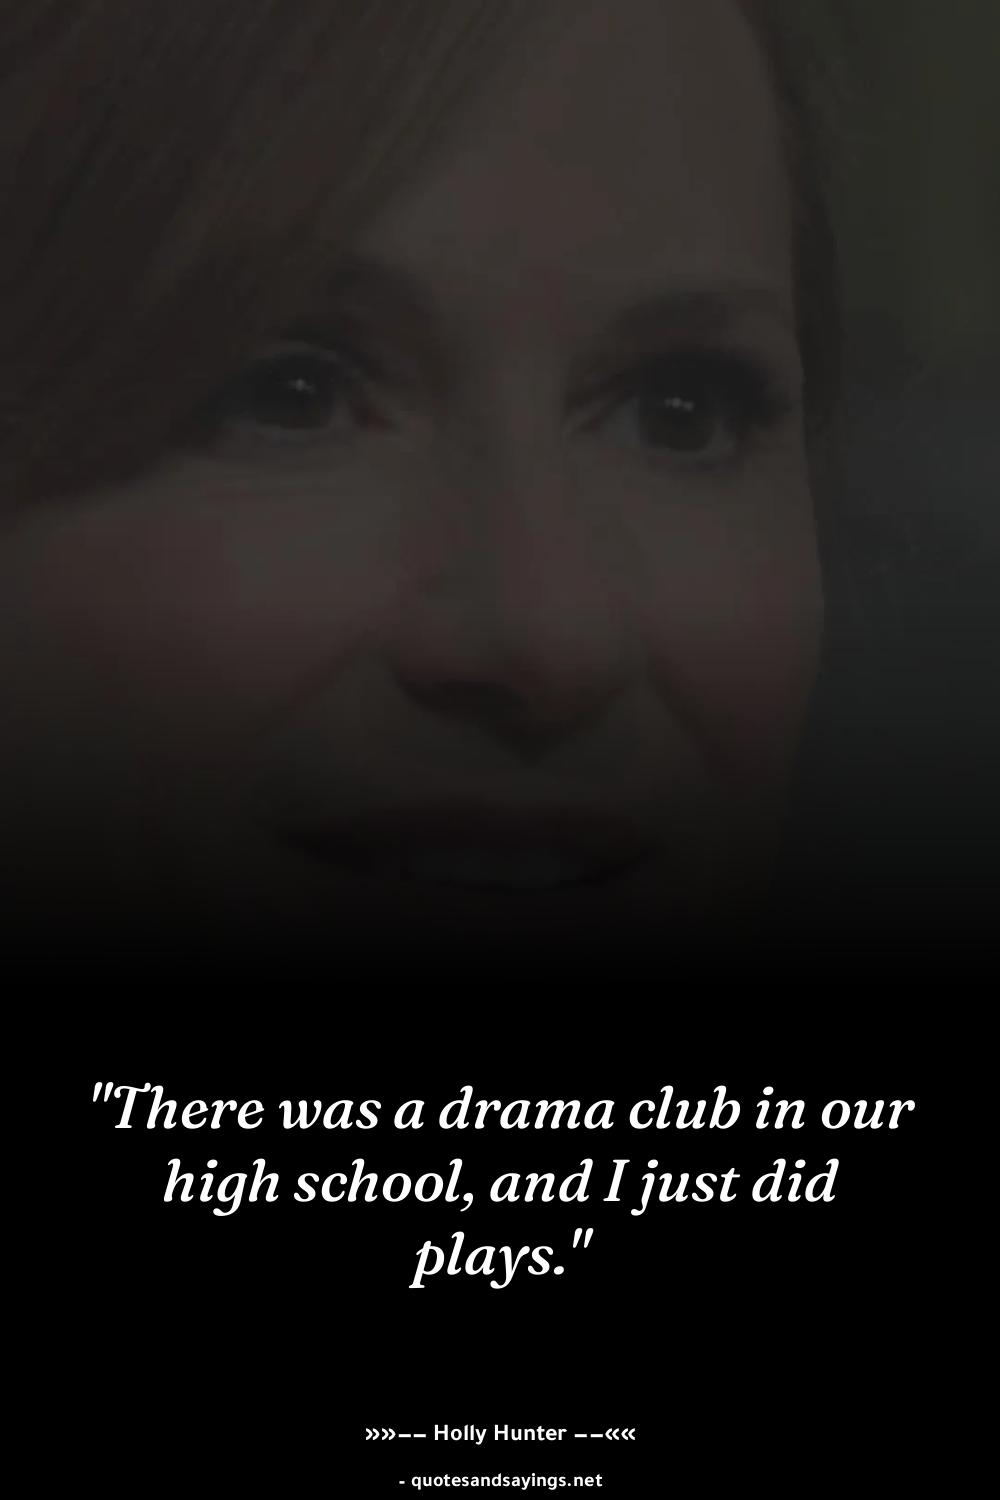 "There was a drama club in our
high school, and I just did
plays."
»»−− Holly Hunter −−««
- quotesandsayings.net